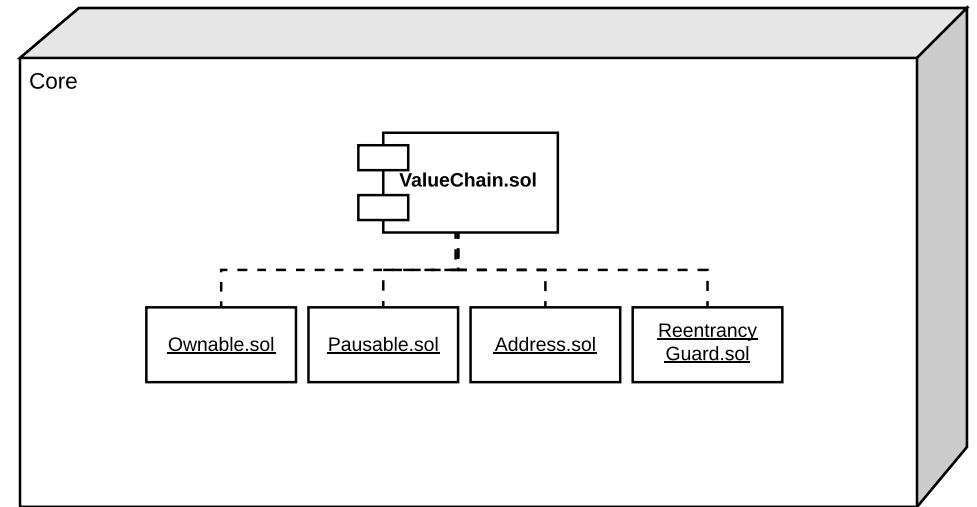 Core
ValueChain.sol
Ownable.sol
Pausable.sol
Address.sol
Reentrancy
Guard.sol